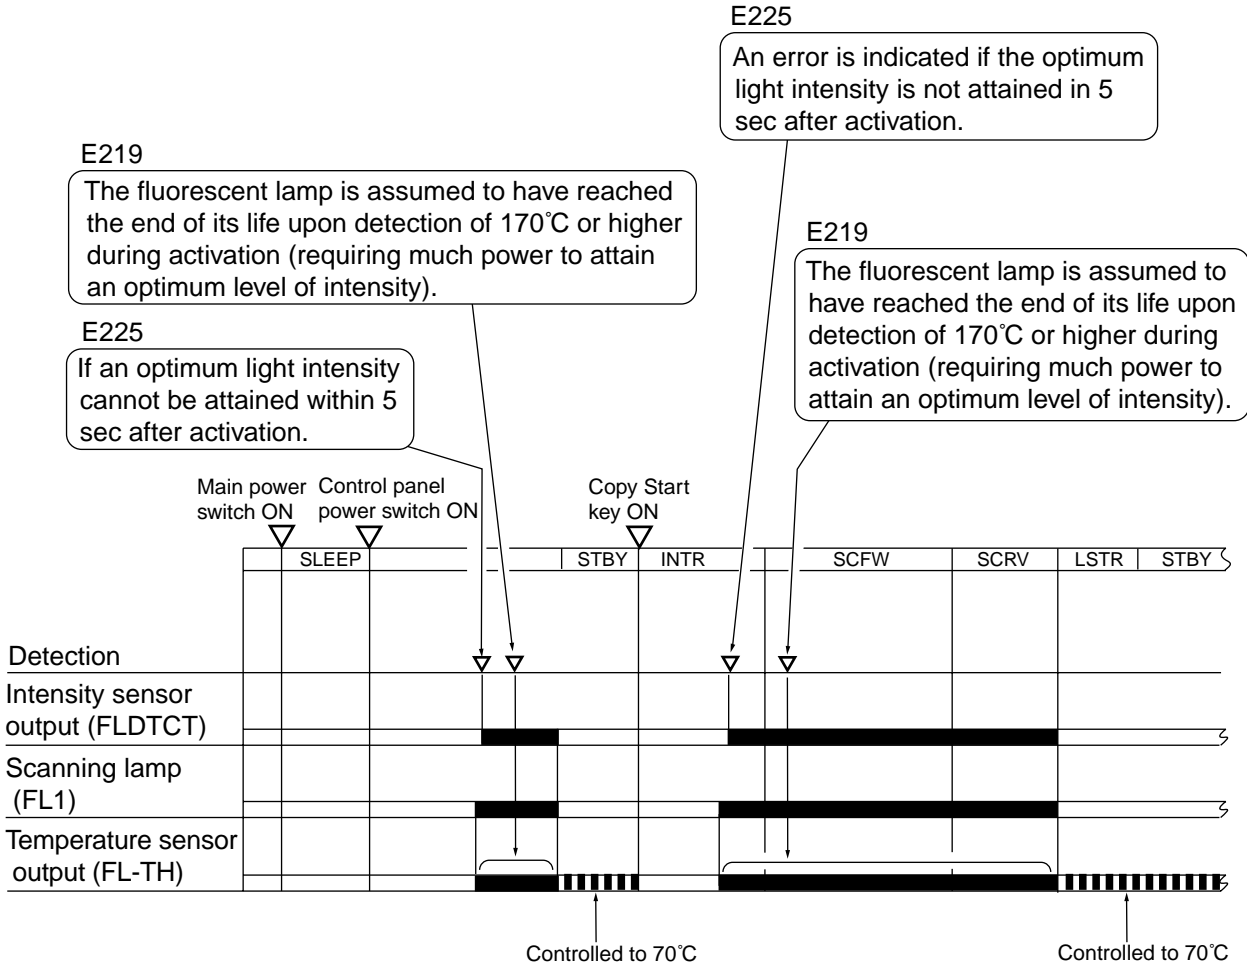 E225
An error is indicated if the optimum
light intensity is not attained in 5
sec after activation.
E219
The fluorescent lamp is assumed to have reached
the end of its life upon detection of 170°C or higher
during activation (requiring much power to attain
an optimum level of intensity).
E219
The fluorescent lamp is assumed to
have reached the end of its life upon
detection of 170°C or higher during
activation (requiring much power to
attain an optimum level of intensity).
E225
If an optimum light intensity
cannot be attained within 5
sec after activation.
Main power
switch ON
Control panel
power switch ON
Copy Start
key ON
SLEEP
STBY
INTR
SCFW
SCRV
LSTR
STBY
Detection
Intensity sensor
output (FLDTCT)
Scanning lamp
(FL1)
Temperature sensor
output (FL-TH)
Controlled to 70°C
Controlled to 70°C